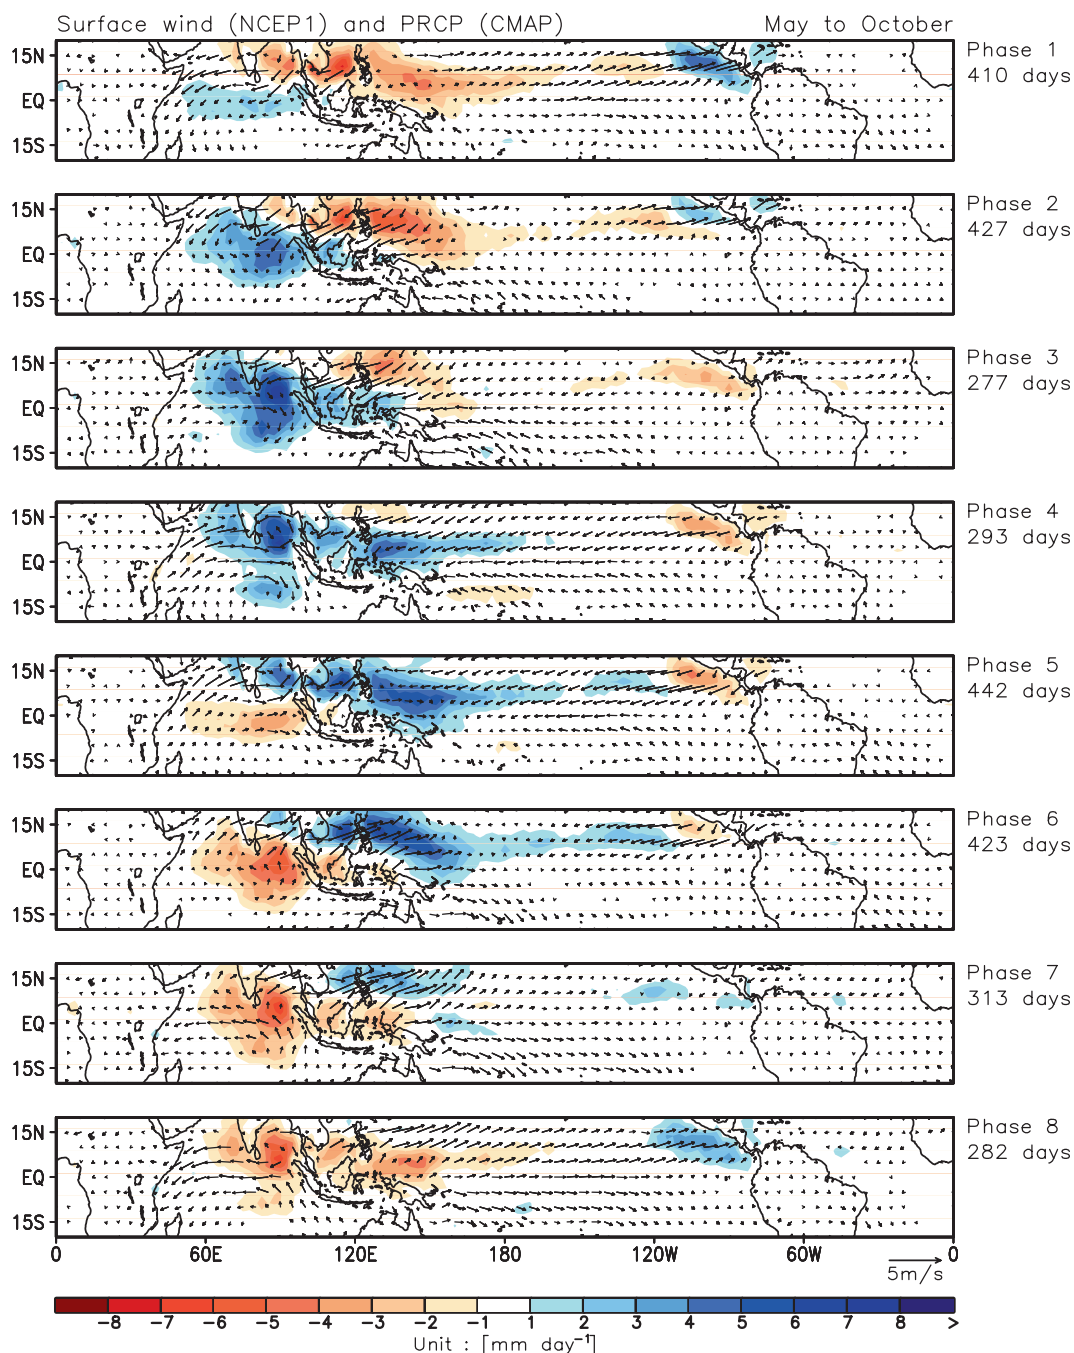 Surface wind (NCEP1) and PRCP (CMAP) May to October
15N
EQ
15S
Phase 1
410 days
15N
EQ
15S
Phase 2
427 days
15N
EQ
15S
Phase 3
277 days
15N
EQ
15S
Phase 4
293 days
15N
EQ
15S
Phase 5
442 days
15N
EQ
15S
Phase 6
423 days
15N
EQ
15S
Phase 7
313 days
15N
EQ
15S
Phase 8
282 days
0 60E 120E 180 120W 60W 0
5m/s
-8 -7 -6 -5 -4 -3 -2 -1 1 2 3 4 5 6 7 8 >
Unit : [mm day⁻¹]